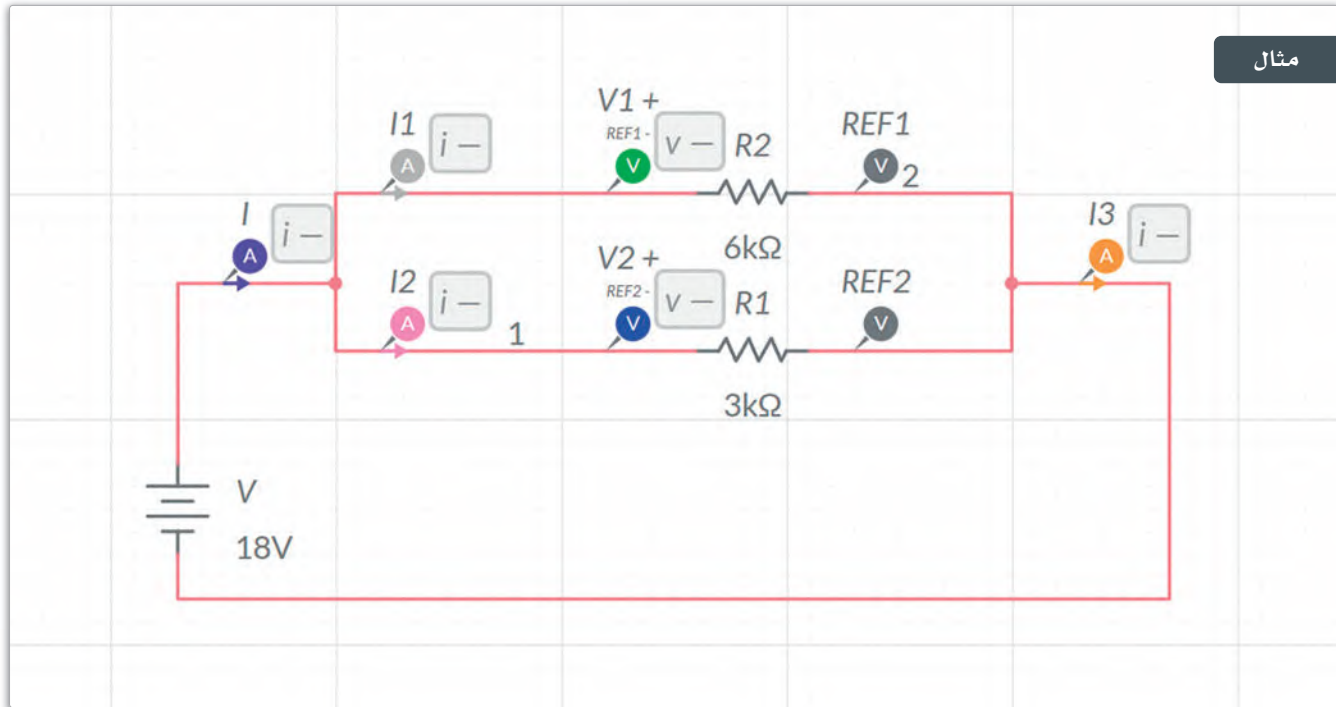 مثال
V1 +
I1
i –
REF1 -
v –
R2
REF1
A
V
V
2
I
i –
6kΩ
I3
i –
A
V2 +
A
I2
i –
REF2 -
v –
R1
REF2
A
1
V
V
3kΩ
V
18V